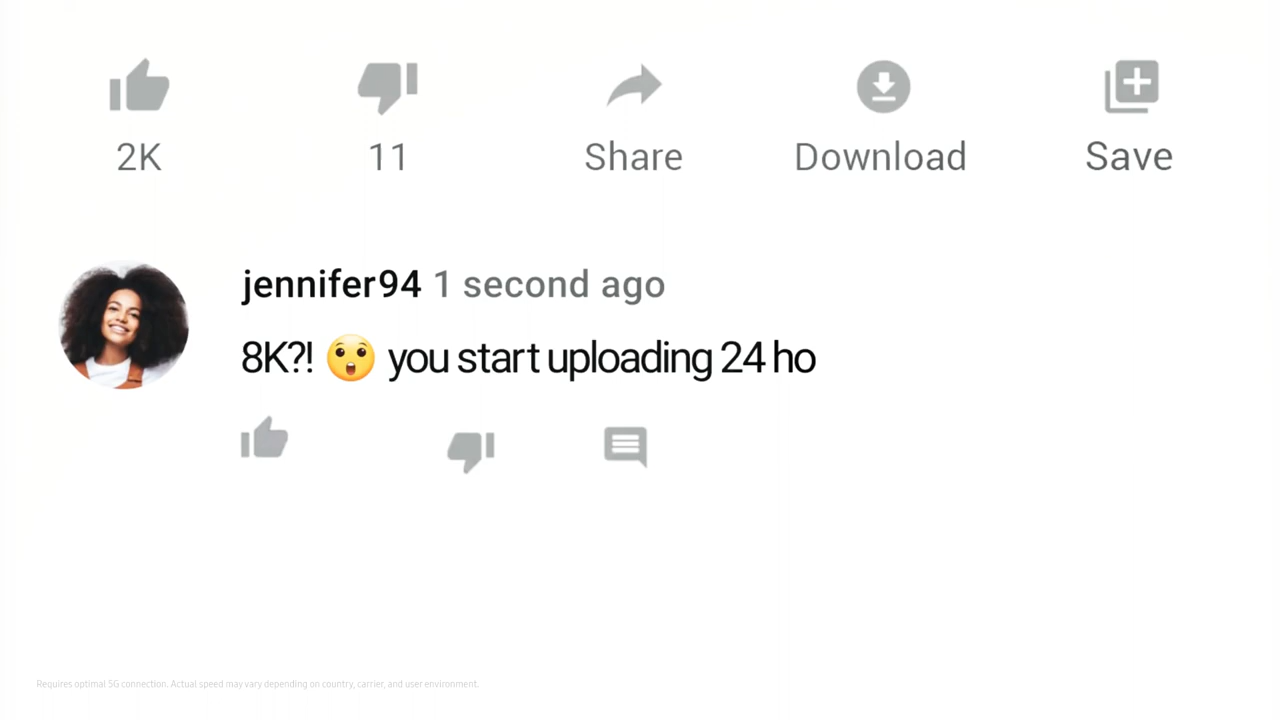 2K 11 Share Download Save
jennifer94 1 second ago
8K?! 😲 you start uploading 24 ho
Requires optimal 5G connection. Actual speed may vary depending on country, carrier, and user environment.